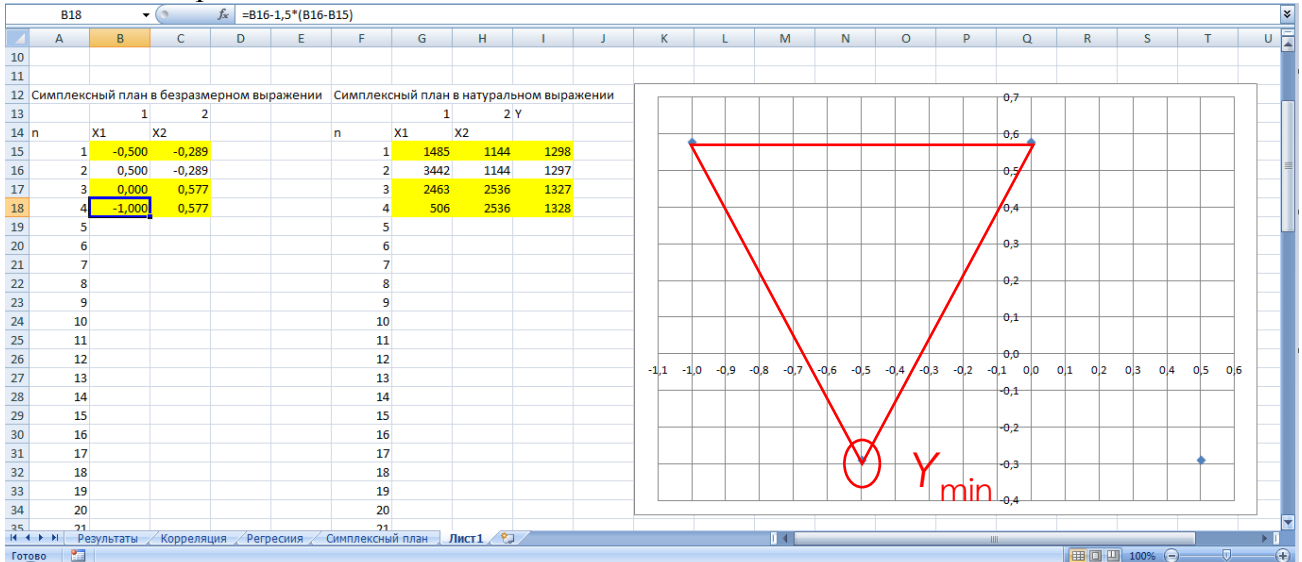 B18 fx =B16-1,5*(B16-B15)
A B C D E F G H I J K L M N O P Q R S T U
10
11
12 Симплексный план в безразмерном выражении Симплексный план в натуральном выражении
13 1 2 1 2 Y
14 n X1 X2 n X1 X2
15 1 -0,500 -0,289 1 1485 1144 1298
16 2 0,500 -0,289 2 3442 1144 1297
17 3 0,000 0,577 3 2463 2536 1327
18 4 -1,000 0,577 4 506 2536 1328
19 5 5
20 6 6
21 7 7
22 8 8
23 9 9
24 10 10
25 11 11
26 12 12
27 13 13
28 14 14
29 15 15
30 16 16
31 17 17
32 18 18
33 19 19
34 20 20
35 21 21
0,7
0,6
0,5
0,4
0,3
0,2
0,1
0,0
-1,1 -1,0 -0,9 -0,8 -0,7 -0,6 -0,5 -0,4 -0,3 -0,2 -0,1 0,0 0,1 0,2 0,3 0,4 0,5 0,6
-0,1
-0,2
-0,3
-0,4
Ymin
Результаты Корреляция Регресиия Симплексный план Лист1
Готово 100%